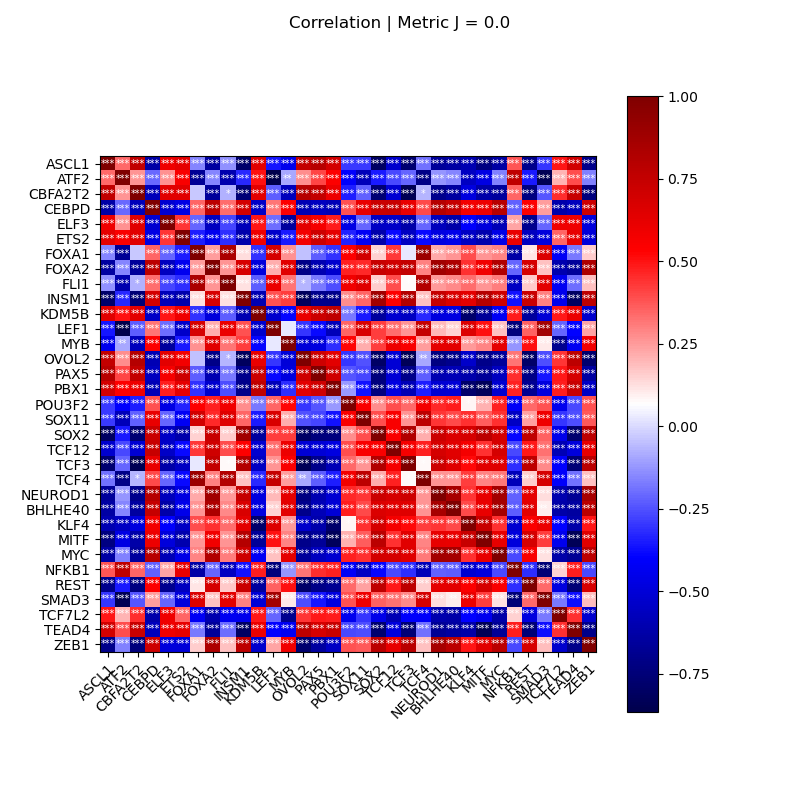 Correlation | Metric J = 0.0
ASCL1
ATF2
CBFA2T2
CEBPD
ELF3
ETS2
FOXA1
FOXA2
FLI1
INSM1
KDM5B
LEF1
MYB
OVOL2
PAX5
PBX1
POU3F2
SOX11
SOX2
TCF12
TCF3
TCF4
NEUROD1
BHLHE40
KLF4
MITF
MYC
NFKB1
REST
SMAD3
TCF7L2
TEAD4
ZEB1
ASCL1
ATF2
CBFA2T2
CEBPD
ELF3
ETS2
FOXA1
FOXA2
FLI1
INSM1
KDM5B
LEF1
MYB
OVOL2
PAX5
PBX1
POU3F2
SOX11
SOX2
TCF12
TCF3
TCF4
NEUROD1
BHLHE40
KLF4
MITF
MYC
NFKB1
REST
SMAD3
TCF7L2
TEAD4
ZEB1
1.00
0.75
0.50
0.25
0.00
−0.25
−0.50
−0.75